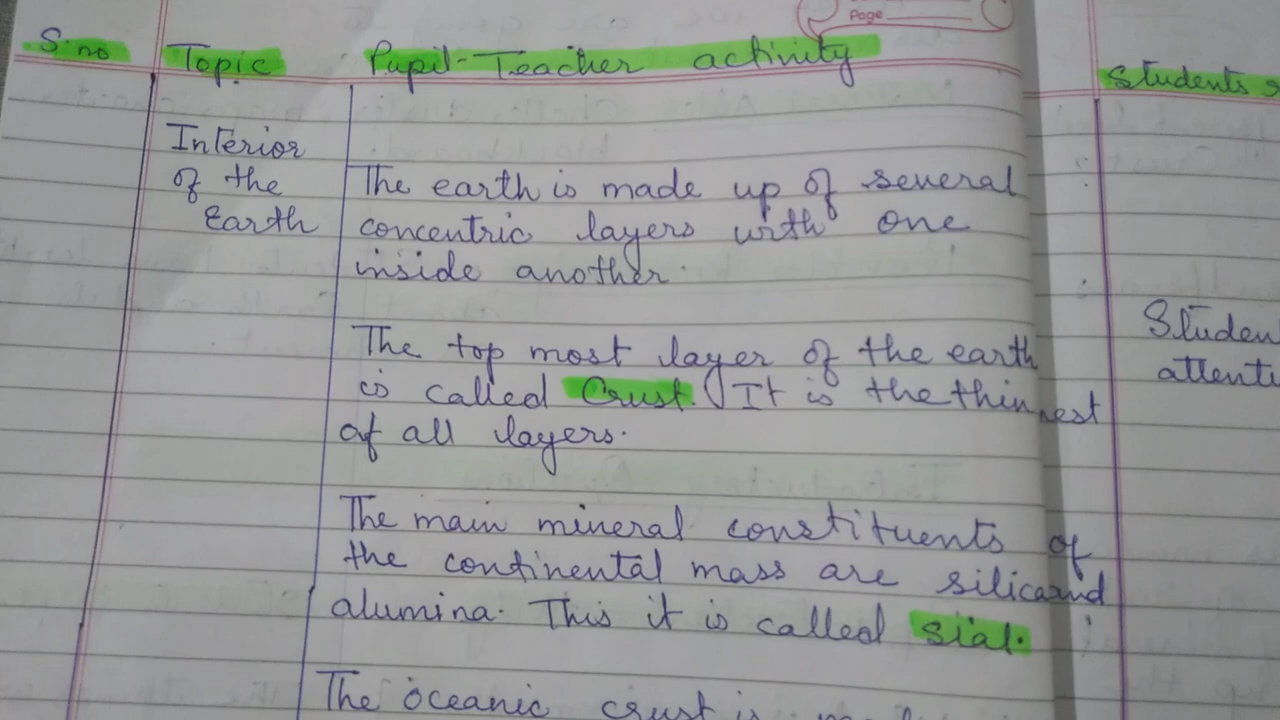 Page
S.no Topic Pupil-Teacher activity Students
Interior
of the
Earth
The earth is made up of several
concentric layers with one
inside another.
The top most layer of the earth
is called Crust. It is the thinnest
of all layers.
The main mineral constituents of
the continental mass are silica and
alumina. This it is called sial.
The oceanic crust is
Studen
attenti